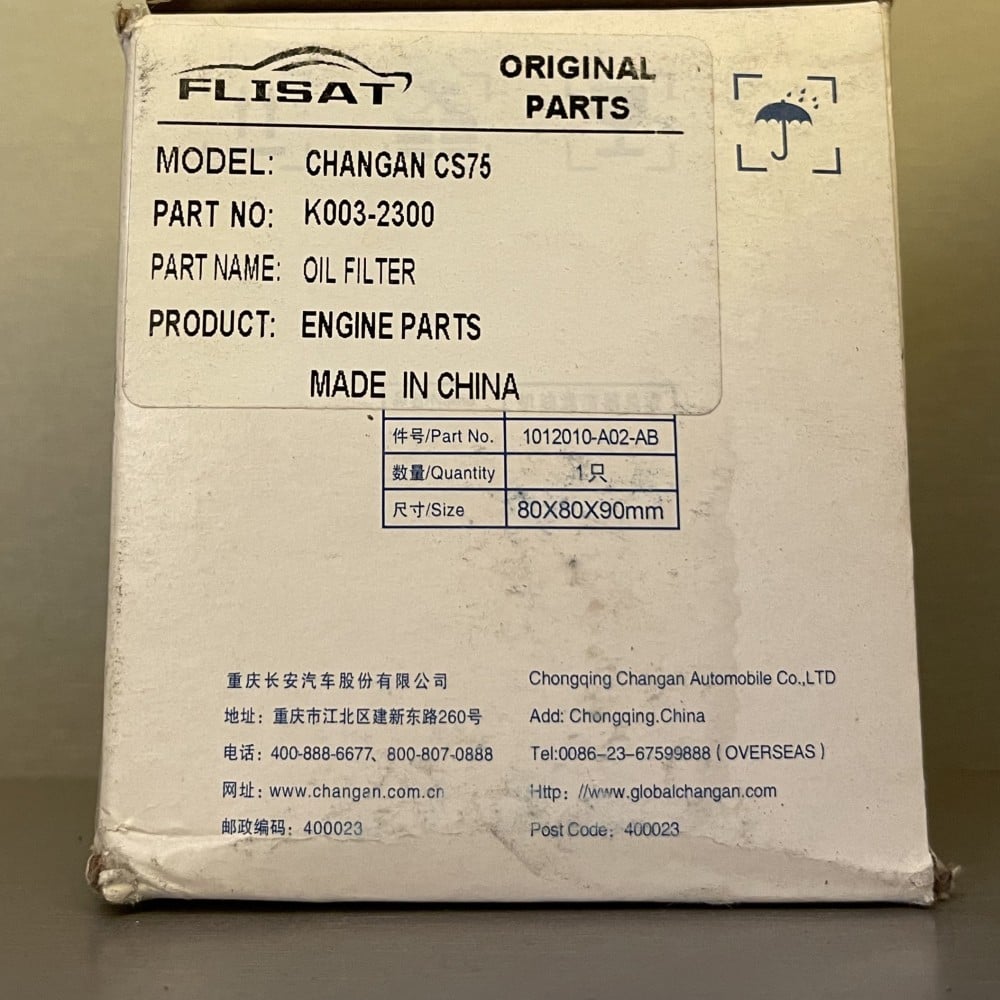 FLISAT
ORIGINAL
PARTS
MODEL: CHANGAN CS75
PART NO: K003-2300
PART NAME: OIL FILTER
PRODUCT: ENGINE PARTS
MADE IN CHINA
件号/Part No. 1012010-A02-AB
数量/Quantity 1只
尺寸/Size 80X80X90mm
重庆长安汽车股份有限公司
地址：重庆市江北区建新东路260号
电话：400-888-6677、800-807-0888
网址：www.changan.com.cn
邮政编码：400023
Chongqing Changan Automobile Co.,LTD
Add: Chongqing.China
Tel:0086-23-67599888 (OVERSEAS)
Http: //www.globalchangan.com
Post Code: 400023